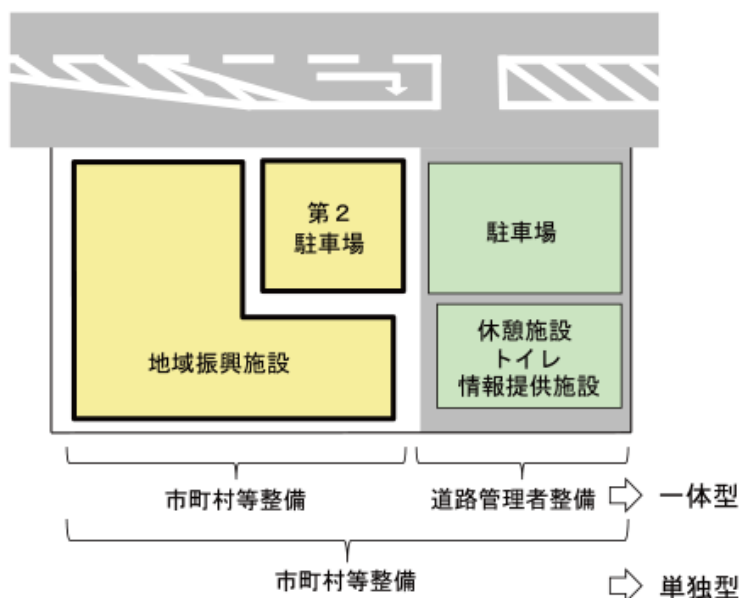 第２
駐車場
駐車場
地域振興施設
休憩施設
トイレ
情報提供施設
市町村等整備
道路管理者整備
一体型
市町村等整備
単独型